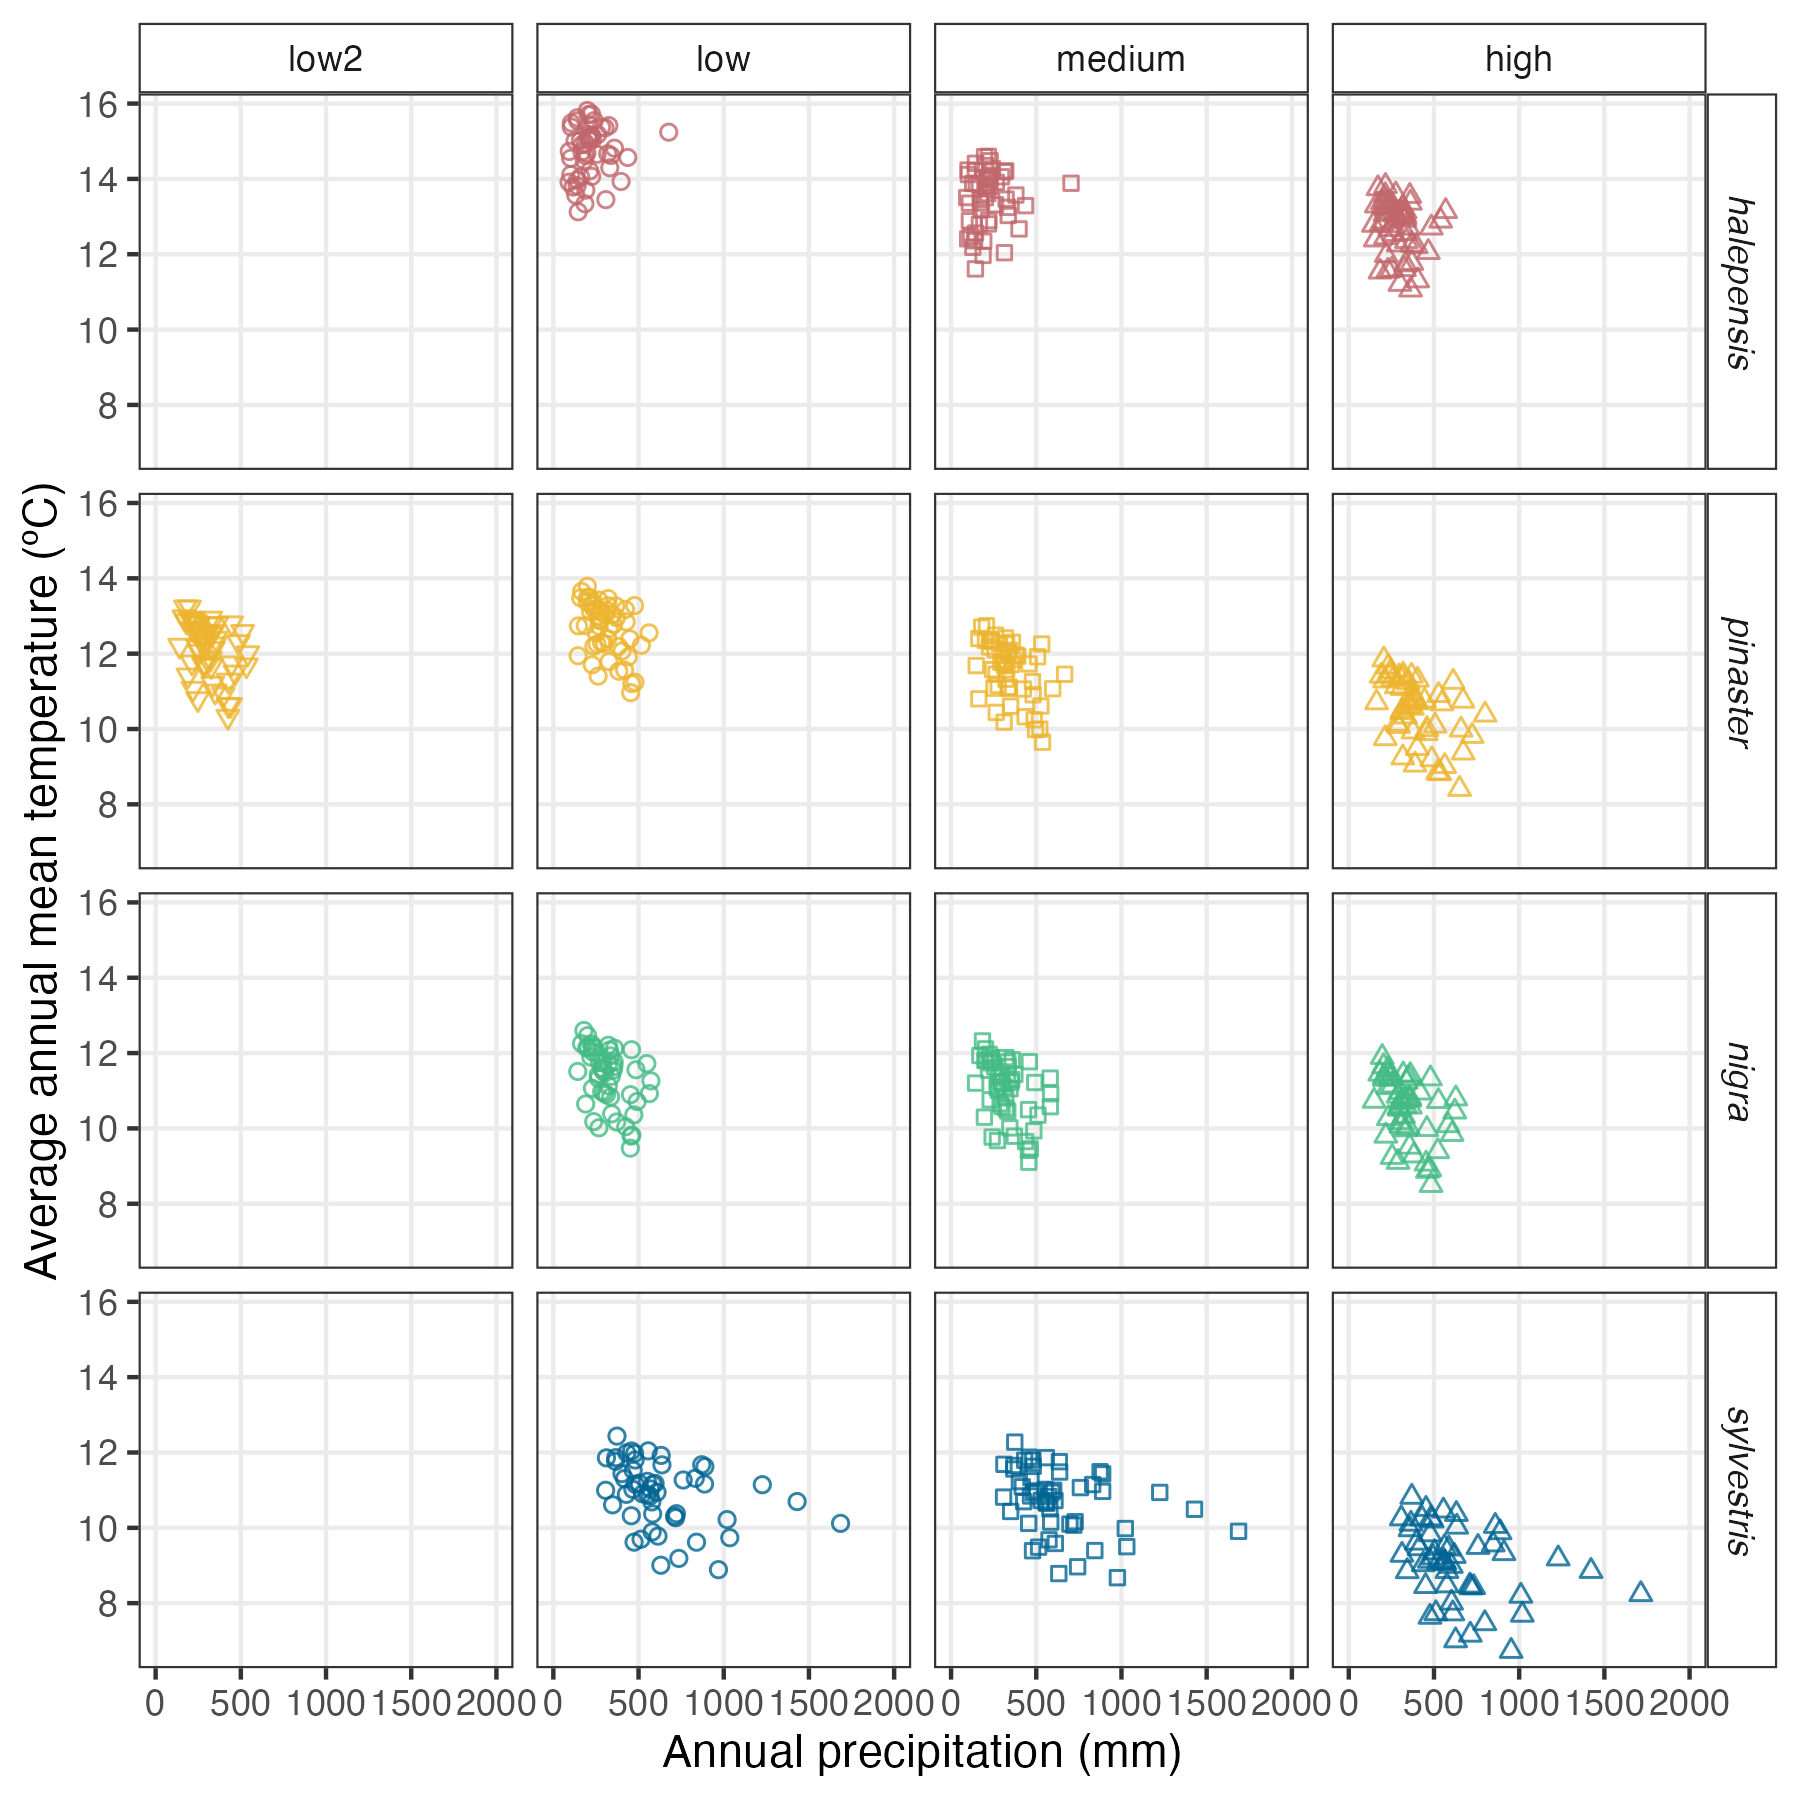 low2 low medium high
16
14
12
10
8
halepensis
16
14
12
10
8
pinaster
16
14
12
10
8
nigra
16
14
12
10
8
sylvestris
Average annual mean temperature (ºC)
0 500 1000 1500 2000 0 500 1000 1500 2000 0 500 1000 1500 2000 0 500 1000 1500 2000
Annual precipitation (mm)